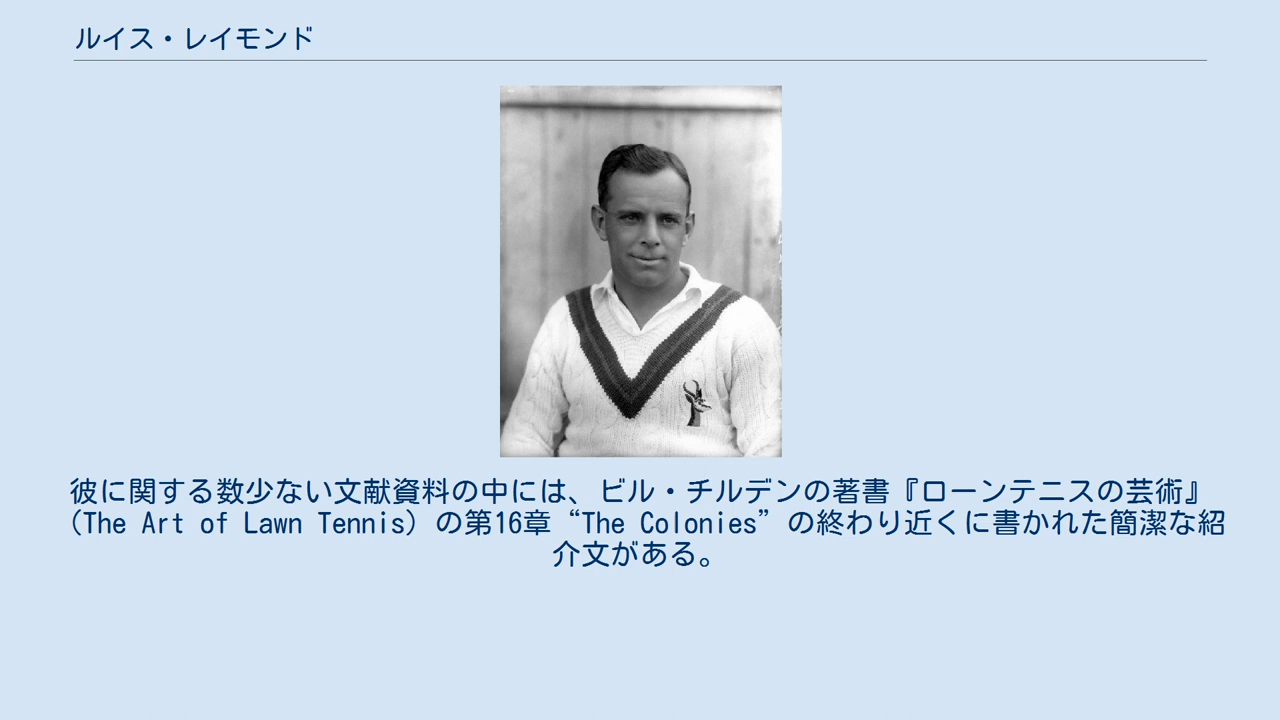 ルイス・レイモンド
彼に関する数少ない文献資料の中には、ビル・チルデンの著書『ローンテニスの芸術』
(The Art of Lawn Tennis) の第16章“The Colonies”の終わり近くに書かれた簡潔な紹
介文がある。